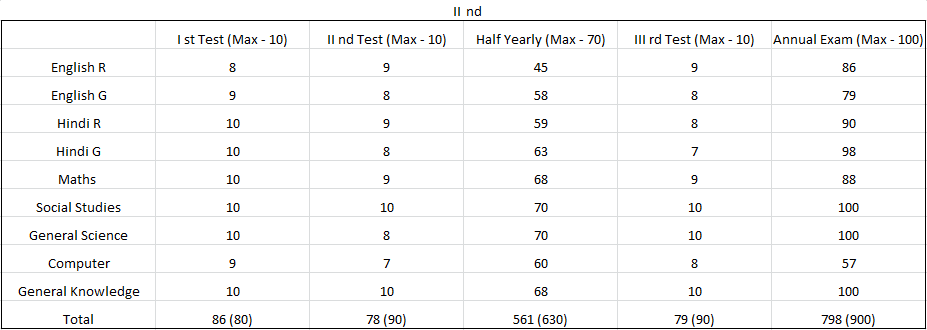 II nd
I st Test (Max - 10) II nd Test (Max - 10) Half Yearly (Max - 70) III rd Test (Max - 10) Annual Exam (Max - 100)
English R 8 9 45 9 86
English G 9 8 58 8 79
Hindi R 10 9 59 8 90
Hindi G 10 8 63 7 98
Maths 10 9 68 9 88
Social Studies 10 10 70 10 100
General Science 10 8 70 10 100
Computer 9 7 60 8 57
General Knowledge 10 10 68 10 100
Total 86 (80) 78 (90) 561 (630) 79 (90) 798 (900)